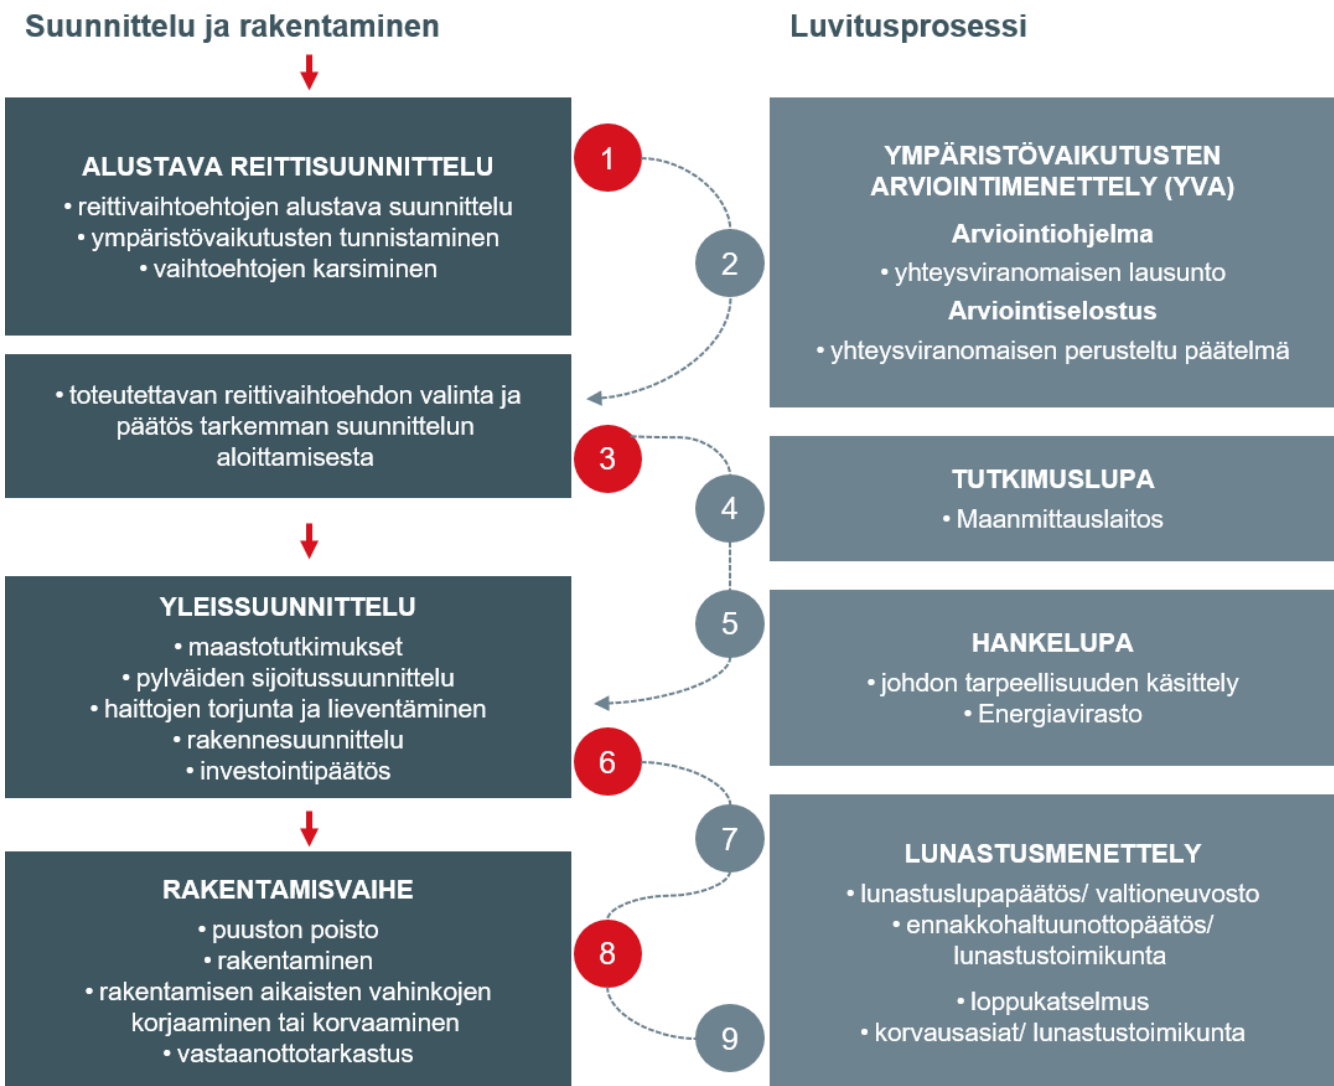 Suunnittelu ja rakentaminen
Luvitusprosessi
ALUSTAVA REITTISUUNNITTELU
• reittivaihtoehtojen alustava suunnittelu
• ympäristövaikutusten tunnistaminen
• vaihtoehtojen karsiminen
1
2
YMPÄRISTÖVAIKUTUSTEN
ARVIOINTIMENETTELY (YVA)
Arviointiohjelma
• yhteysviranomaisen lausunto
Arviointiselostus
• yhteysviranomaisen perusteltu päätelmä
• toteutettavan reittivaihtoehdon valinta ja
päätös tarkemman suunnittelun
aloittamisesta
3
4
TUTKIMUSLUPA
• Maanmittauslaitos
5
HANKELUPA
• johdon tarpeellisuuden käsittely
• Energiavirasto
YLEISSUUNNITTELU
• maastotutkimukset
• pylväiden sijoitussuunnittelu
• haittojen torjunta ja lieventäminen
• rakennesuunnittelu
• investointipäätös
6
7
LUNASTUSMENETTELY
• lunastuslupapäätös/ valtioneuvosto
• ennakkohaltuunottopäätös/
lunastustoimikunta
• loppukatselmus
• korvausasiat/ lunastustoimikunta
RAKENTAMISVAIHE
• puuston poisto
• rakentaminen
• rakentamisen aikaisten vahinkojen
korjaaminen tai korvaaminen
• vastaanottotarkastus
8
9